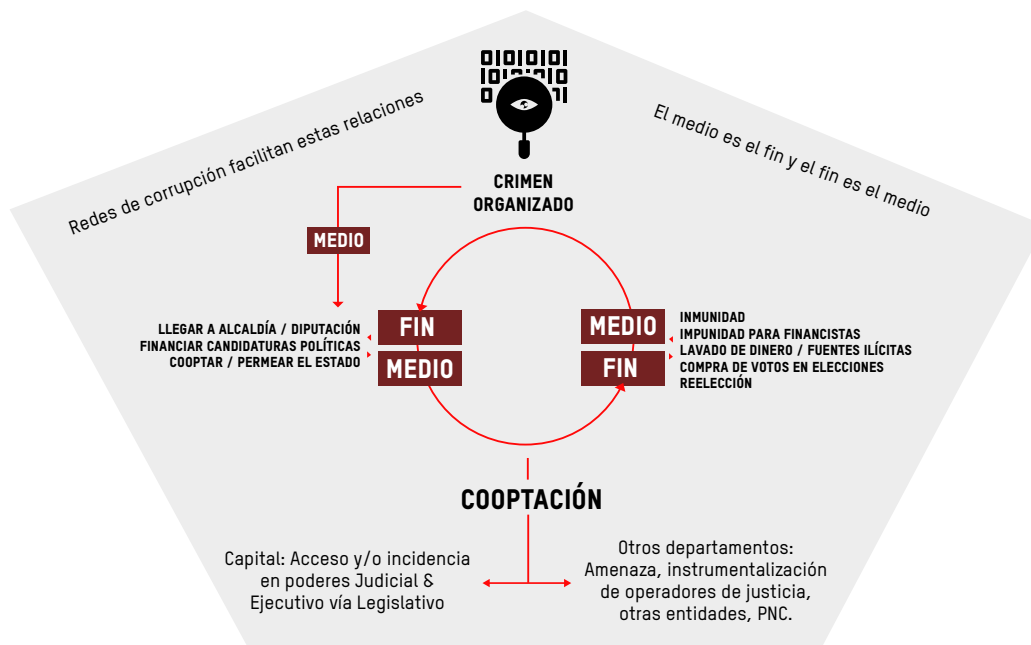 Redes de corrupción facilitan estas relaciones
El medio es el fin y el fin es el medio
CRIMEN
ORGANIZADO
MEDIO
LLEGAR A ALCALDÍA / DIPUTACIÓN
FINANCIAR CANDIDATURAS POLÍTICAS
COOPTAR / PERMEAR EL ESTADO
FIN
MEDIO
MEDIO
FIN
INMUNIDAD
IMPUNIDAD PARA FINANCISTAS
LAVADO DE DINERO / FUENTES ILÍCITAS
COMPRA DE VOTOS EN ELECCIONES
REELECCIÓN
COOPTACIÓN
Capital: Acceso y/o incidencia
en poderes Judicial &
Ejecutivo vía Legislativo
Otros departamentos:
Amenaza, instrumentalización
de operadores de justicia,
otras entidades, PNC.